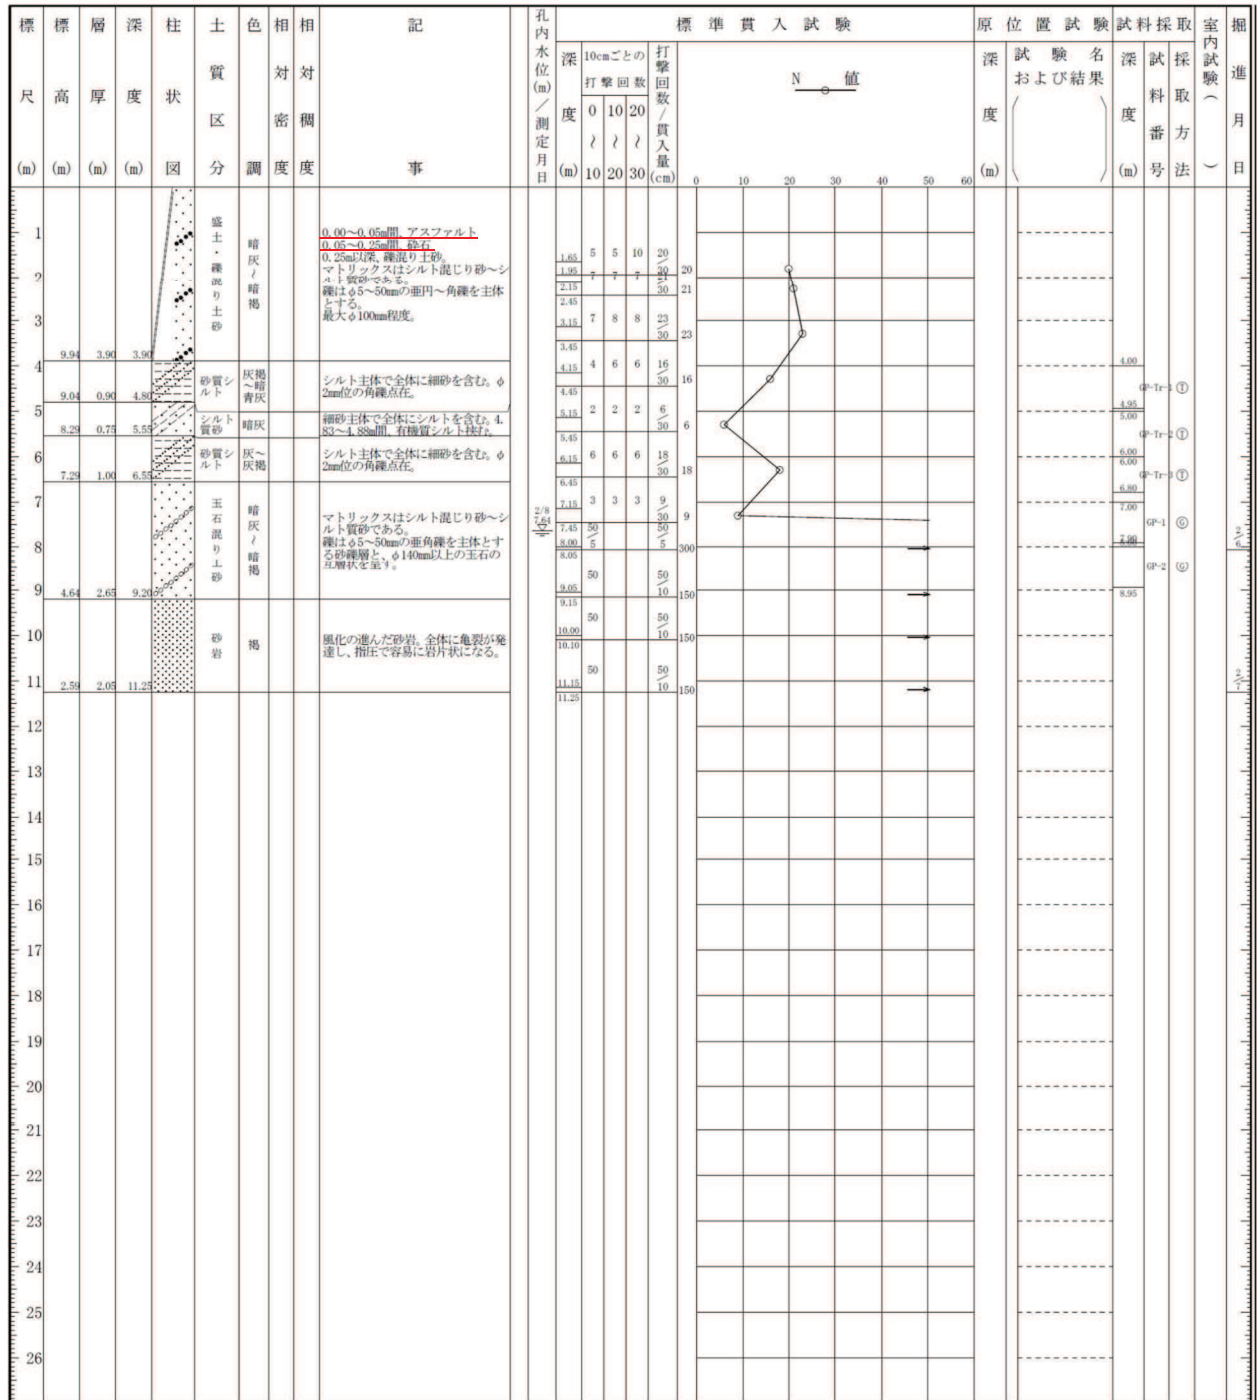 標尺(m)
標高(m)
層厚(m)
深度(m)
柱状図
土質区分
色調
相対密度
相対稠度
記事
孔内水位(m)/測定月日
標準貫入試験
深度(m)
10cmごとの打撃回数
0〜10
10〜20
20〜30
打撃回数/貫入量(cm)
N 値
0 10 20 30 40 50 60
原位置試験
深度(m)
試験名および結果
試料採取
深度(m)
試料番号
採取方法
室内試験( )
掘進月日
1
2
3
4
5
6
7
8
9
10
11
12
13
14
15
16
17
18
19
20
21
22
23
24
25
26
9.94 3.90 3.90
盛土・礫混り土砂
暗灰〜暗褐
0.00〜0.05m間、アスファルト
0.05〜0.25m間、砕石
0.25m以深、礫混り土砂。
マトリックスはシルト混じり砂〜シ
ルト質砂である。
礫はφ5〜50mmの亜円〜角礫を主体
とする。
最大φ100mm程度。
9.04 0.90 4.80
砂質シルト
灰褐〜暗青灰
シルト主体で全体に細砂を含む。φ
2mm位の角礫点在。
8.29 0.75 5.55
シルト質砂
暗灰
細砂主体で全体にシルトを含む。4.
83〜4.88m間、有機質シルト挟む。
7.29 1.00 6.55
砂質シルト
灰〜灰褐
シルト主体で全体に細砂を含む。φ
2mm位の角礫点在。
4.64 2.65 9.20
玉石混り土砂
暗灰〜暗褐
マトリックスはシルト混じり砂〜シ
ルト質砂である。
礫はφ5〜50mmの亜角礫を主体とす
る砂礫層と、φ140mm以上の玉石の
互層状を呈す。
2.59 2.05 11.25
砂岩
褐
風化の進んだ砂岩。全体に亀裂が発
達し、指圧で容易に岩片状になる。
2/8
7.64
1.65 5 5 10 20/30 20
1.95
2.15 7 7 7 21/30 21
2.45
3.15 7 8 8 23/30 23
3.45
4.15 4 6 6 16/30 16
4.45
5.15 2 2 2 6/30 6
5.45
6.15 6 6 6 18/30 18
6.45
7.15 3 3 3 9/30 9
7.45
8.00 50/5 50/5 300
8.05
9.05 50 50/10 150
9.15
10.00 50 50/10 150
10.10
11.15 50 50/10 150
11.25
4.00
GP-Tr-1 Ⓣ
4.95
5.00
GP-Tr-2 Ⓣ
6.00
6.00
GP-Tr-3 Ⓣ
6.80
7.00
GP-1 Ⓖ
7.90
GP-2 Ⓖ
8.95
2/6
2/7